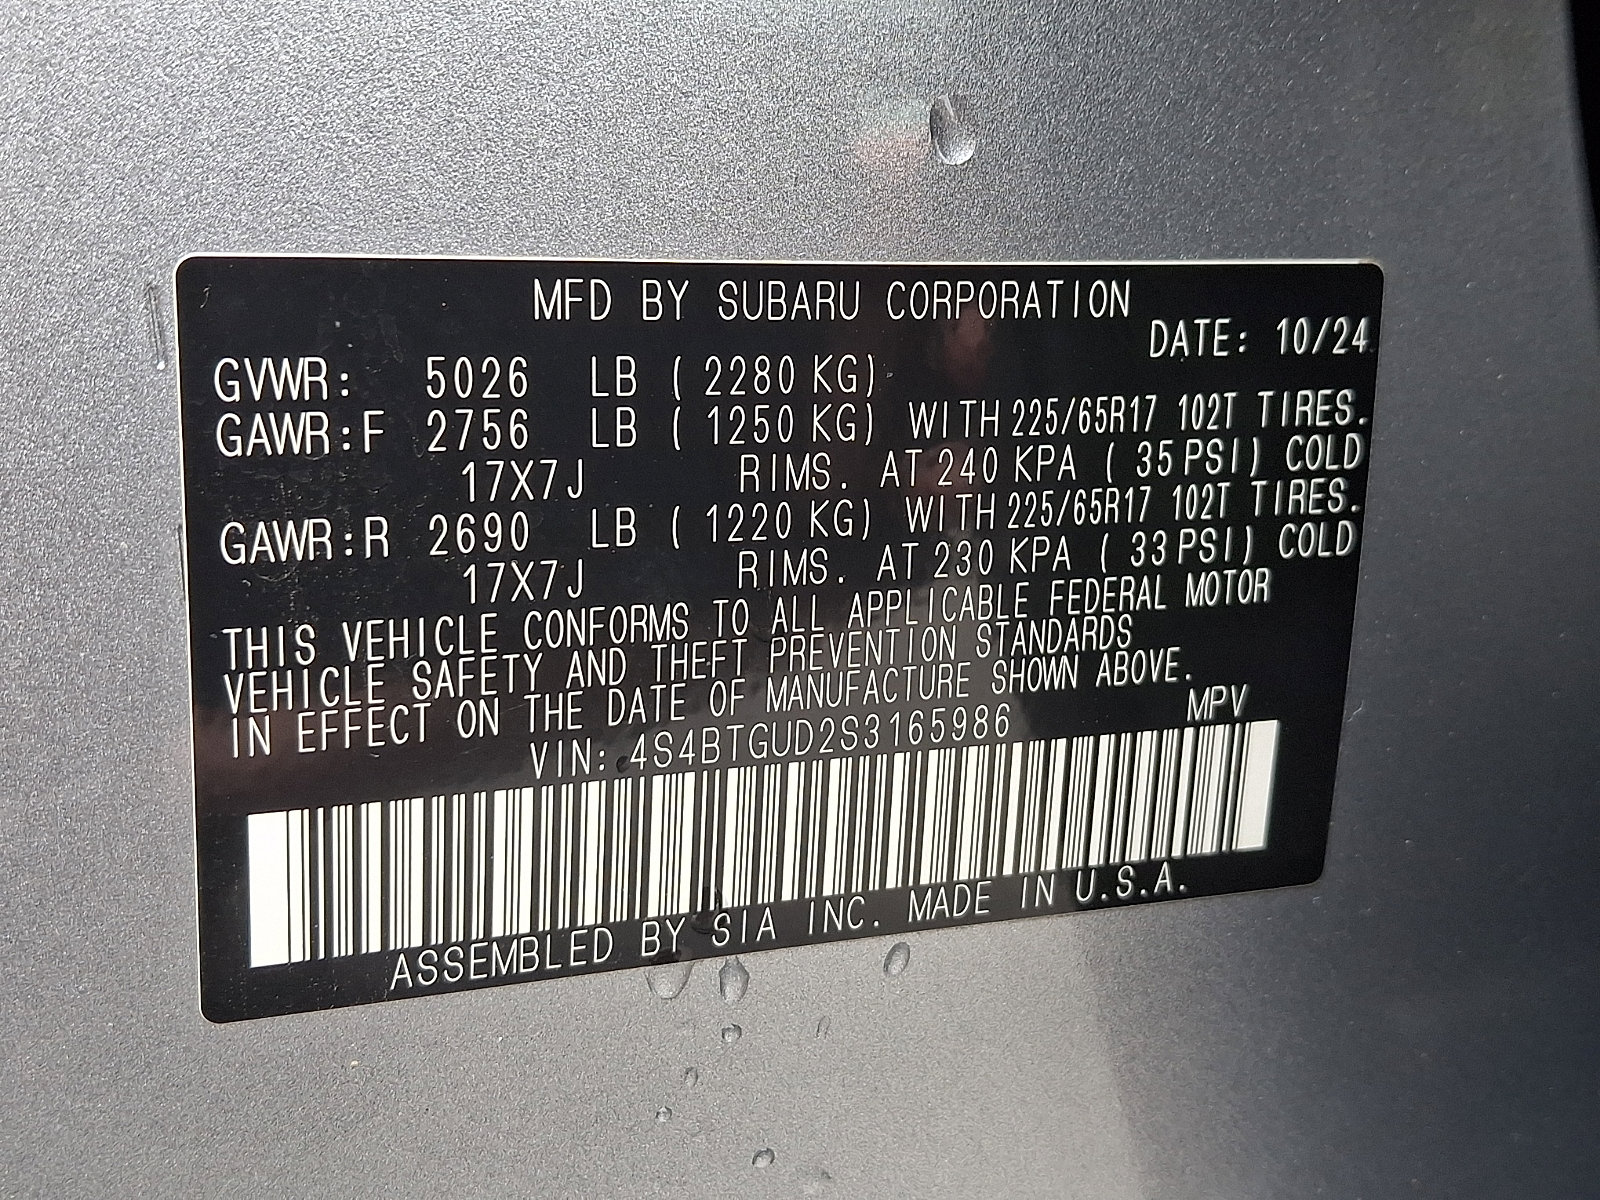 MFD BY SUBARU CORPORATION
DATE: 10/24
GVWR: 5026 LB ( 2280 KG)
GAWR:F 2756 LB ( 1250 KG) WITH 225/65R17 102T TIRES.
17X7J RIMS. AT 240 KPA ( 35 PSI) COLD
GAWR:R 2690 LB ( 1220 KG) WITH 225/65R17 102T TIRES.
17X7J RIMS. AT 230 KPA ( 33 PSI) COLD
THIS VEHICLE CONFORMS TO ALL APPLICABLE FEDERAL MOTOR
VEHICLE SAFETY AND THEFT PREVENTION STANDARDS
IN EFFECT ON THE DATE OF MANUFACTURE SHOWN ABOVE.
VIN: 4S4BTGUD2S3165986 MPV
ASSEMBLED BY SIA INC. MADE IN U.S.A.